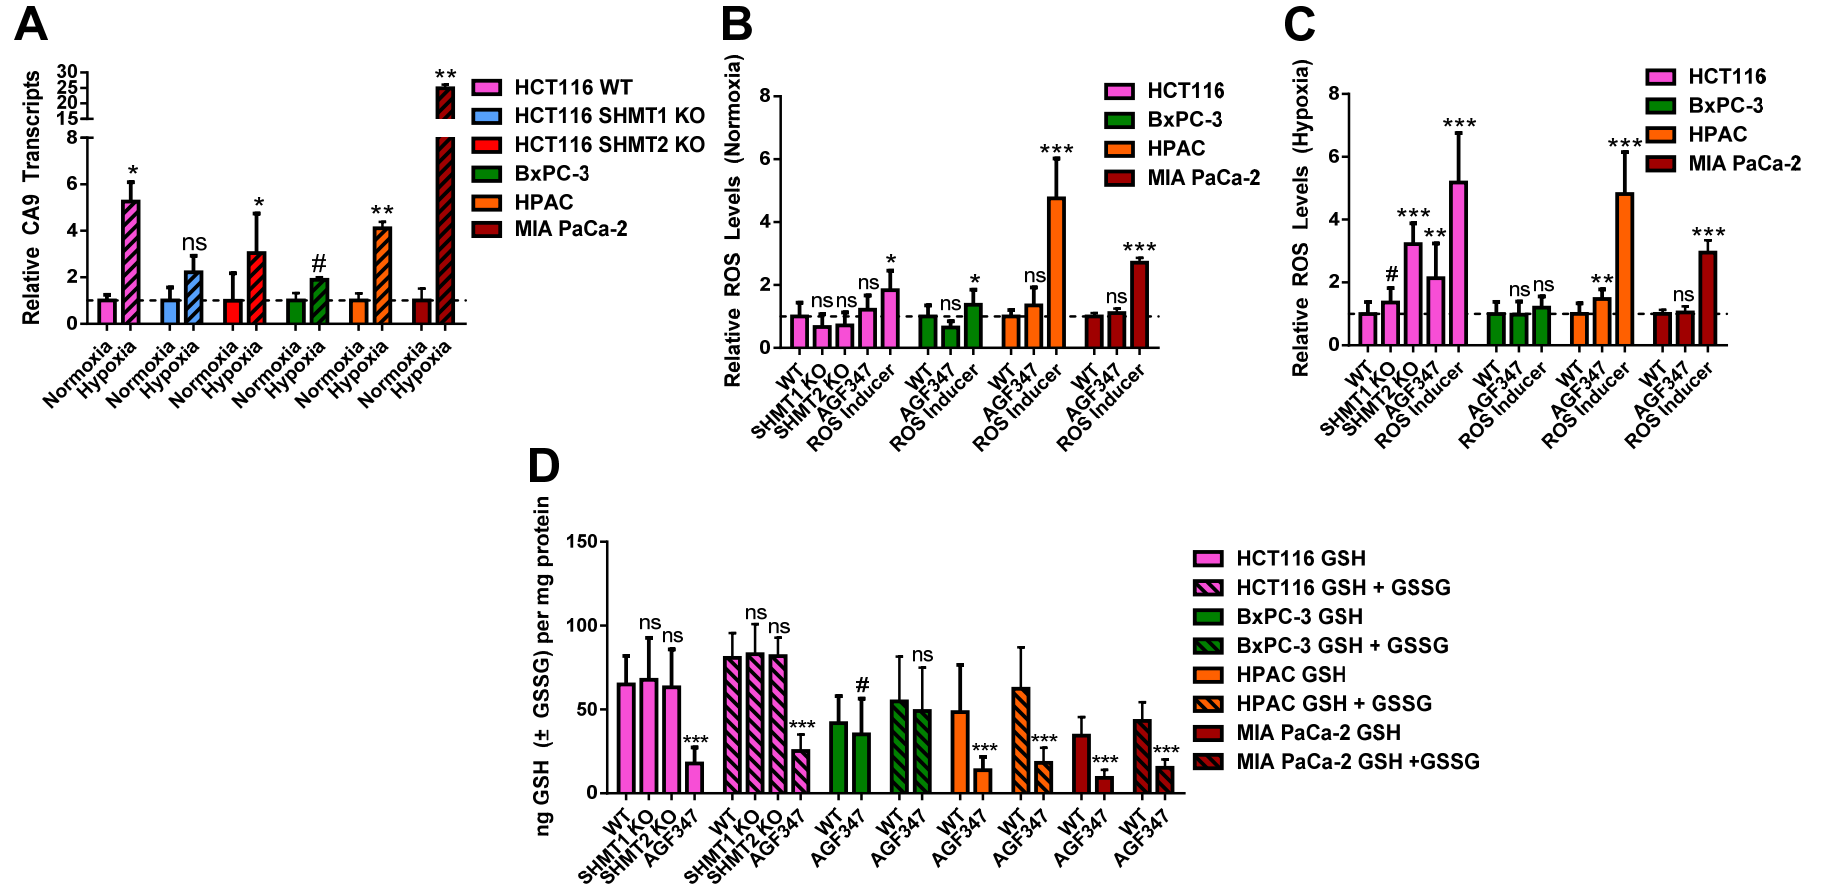 A
Relative CA9 Transcripts
30
25
20
15
8
6
4
2
0
*
ns
*
#
**
**
Normoxia
Hypoxia
Normoxia
Hypoxia
Normoxia
Hypoxia
Normoxia
Hypoxia
Normoxia
Hypoxia
Normoxia
Hypoxia
HCT116 WT
HCT116 SHMT1 KO
HCT116 SHMT2 KO
BxPC-3
HPAC
MIA PaCa-2
B
Relative ROS Levels (Normoxia)
8
6
4
2
0
ns
ns
ns
*
ns
*
ns
***
ns
***
WT
SHMT1 KO
SHMT2 KO
AGF347
ROS Inducer
WT
AGF347
ROS Inducer
WT
AGF347
ROS Inducer
WT
AGF347
ROS Inducer
HCT116
BxPC-3
HPAC
MIA PaCa-2
C
Relative ROS Levels (Hypoxia)
8
6
4
2
0
#
***
**
***
ns
ns
**
***
ns
***
WT
SHMT1 KO
SHMT2 KO
AGF347
ROS Inducer
WT
AGF347
ROS Inducer
WT
AGF347
ROS Inducer
WT
AGF347
ROS Inducer
HCT116
BxPC-3
HPAC
MIA PaCa-2
D
ng GSH (± GSSG) per mg protein
150
100
50
0
ns
ns
***
ns
ns
***
#
ns
***
***
***
***
WT
SHMT1 KO
SHMT2 KO
AGF347
WT
SHMT1 KO
SHMT2 KO
AGF347
WT
AGF347
WT
AGF347
WT
AGF347
WT
AGF347
WT
AGF347
WT
AGF347
HCT116 GSH
HCT116 GSH + GSSG
BxPC-3 GSH
BxPC-3 GSH + GSSG
HPAC GSH
HPAC GSH + GSSG
MIA PaCa-2 GSH
MIA PaCa-2 GSH +GSSG